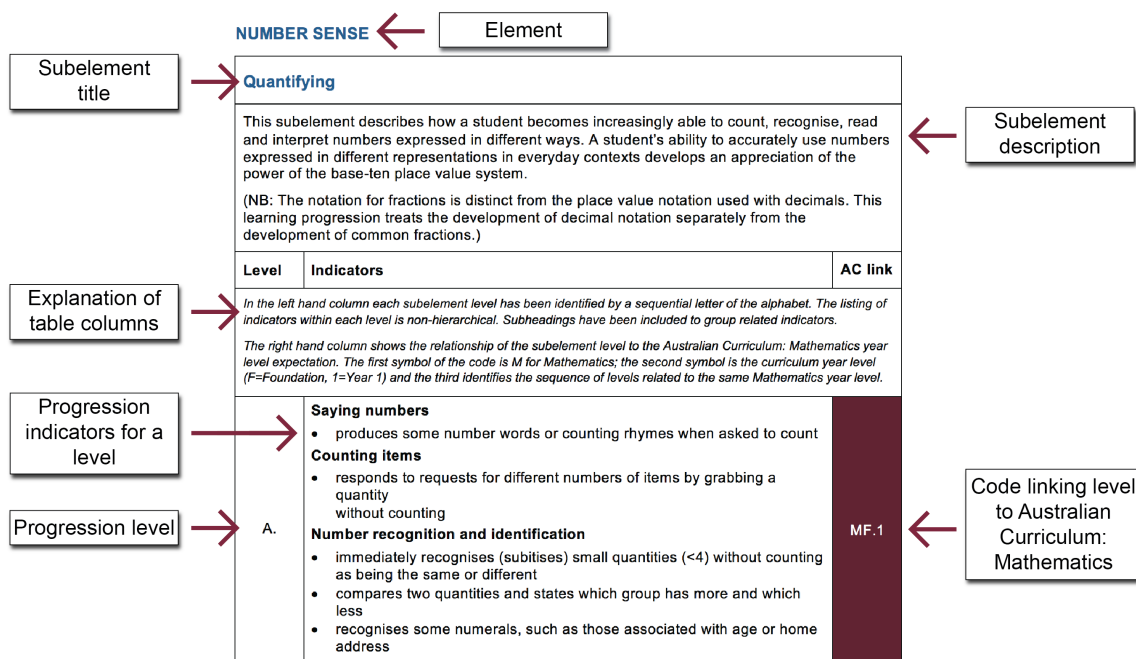 NUMBER SENSE
Element
Subelement
title
Quantifying
This subelement describes how a student becomes increasingly able to count, recognise, read
and interpret numbers expressed in different ways. A student's ability to accurately use numbers
expressed in different representations in everyday contexts develops an appreciation of the
power of the base-ten place value system.
(NB: The notation for fractions is distinct from the place value notation used with decimals. This
learning progression treats the development of decimal notation separately from the
development of common fractions.)
Subelement
description
Level
Indicators
AC link
Explanation of
table columns
In the left hand column each subelement level has been identified by a sequential letter of the alphabet. The listing of
indicators within each level is non-hierarchical. Subheadings have been included to group related indicators.
The right hand column shows the relationship of the subelement level to the Australian Curriculum: Mathematics year
level expectation. The first symbol of the code is M for Mathematics; the second symbol is the curriculum year level
(F=Foundation, 1=Year 1) and the third identifies the sequence of levels related to the same Mathematics year level.
Progression
indicators for a
level
Progression level
A.
Saying numbers
• produces some number words or counting rhymes when asked to count
Counting items
• responds to requests for different numbers of items by grabbing a
quantity
without counting
Number recognition and identification
• immediately recognises (subitises) small quantities (<4) without counting
as being the same or different
• compares two quantities and states which group has more and which
less
• recognises some numerals, such as those associated with age or home
address
MF.1
Code linking level
to Australian
Curriculum:
Mathematics